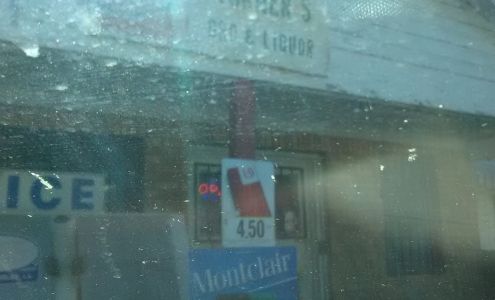 GRO & LIQUOR
ICE
4.50
Montclair